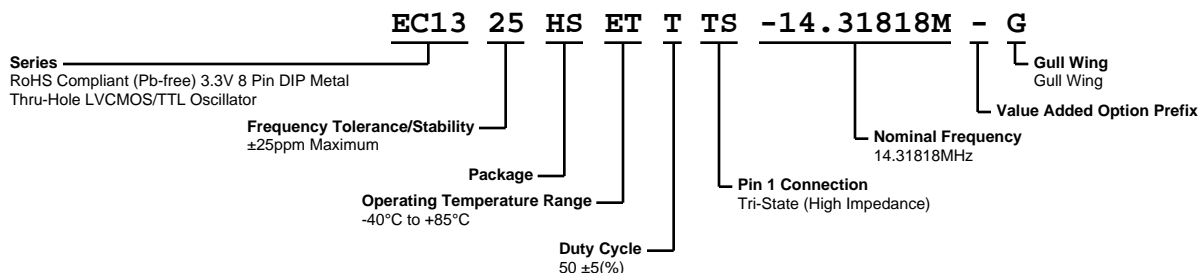 EC13 25 HS ET T TS -14.31818M - G
Series
RoHS Compliant (Pb-free) 3.3V 8 Pin DIP Metal
Thru-Hole LVCMOS/TTL Oscillator
Frequency Tolerance/Stability
±25ppm Maximum
Package
Operating Temperature Range
-40°C to +85°C
Duty Cycle
50 ±5(%)
Pin 1 Connection
Tri-State (High Impedance)
Nominal Frequency
14.31818MHz
Value Added Option Prefix
Gull Wing
Gull Wing